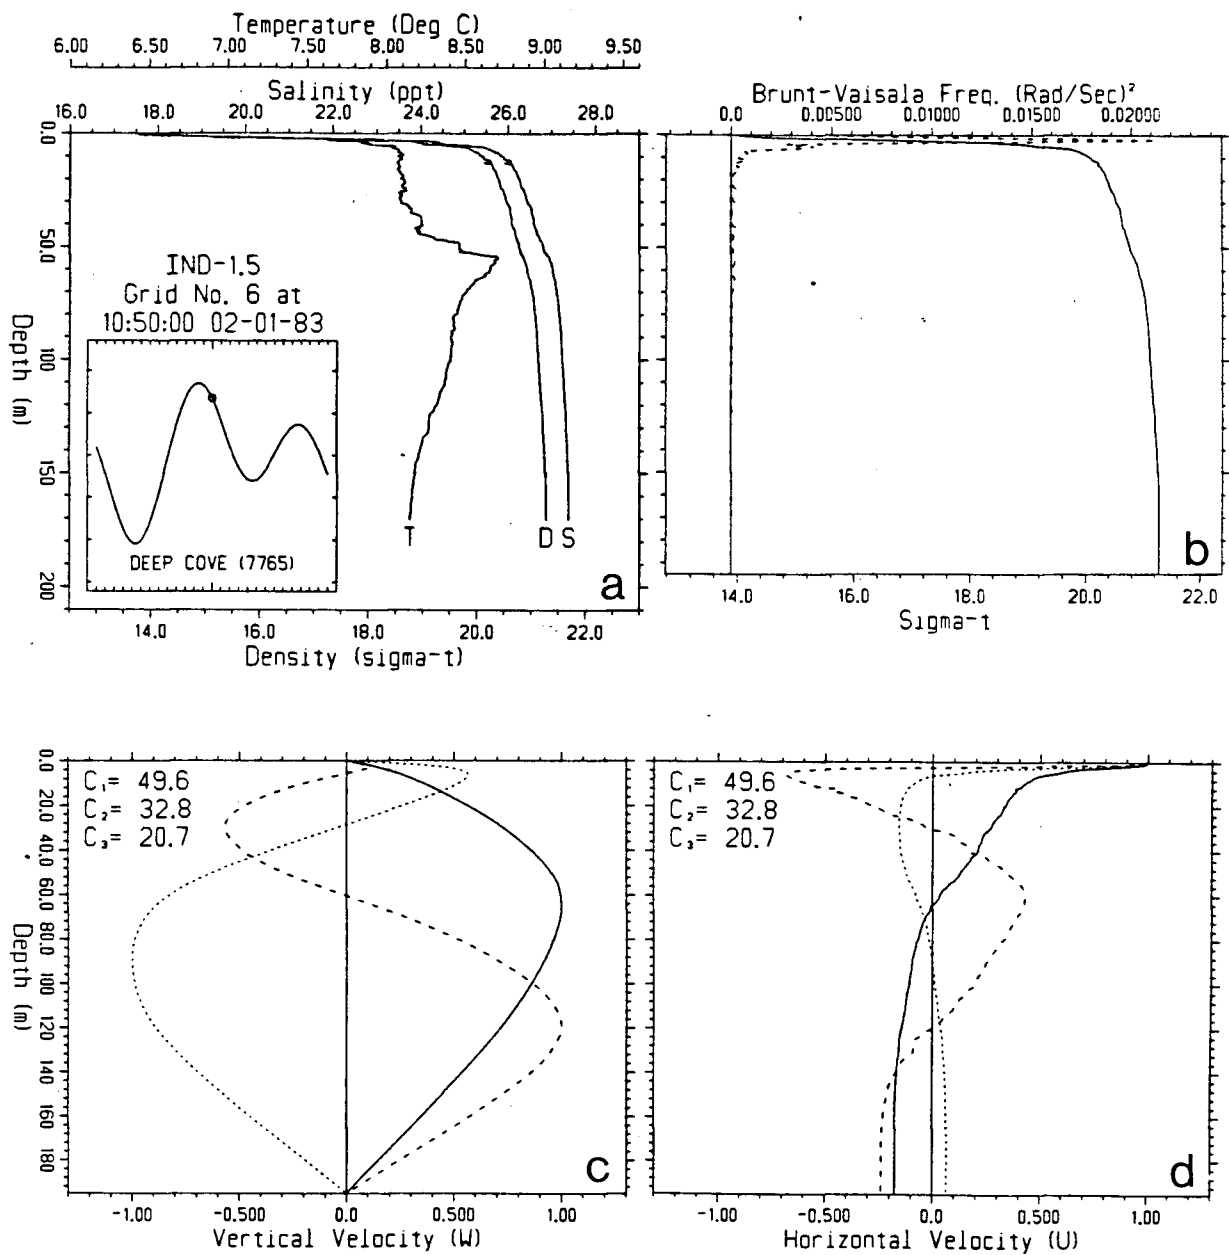 Temperature (Deg C)
6.00 6.50 7.00 7.50 8.00 8.50 9.00 9.50
Salinity (ppt)
16.0 18.0 20.0 22.0 24.0 26.0 28.0
0.0
50.0
100
150
200
Depth (m)
IND-1.5
Grid No. 6 at
10:50:00 02-01-83
DEEP COVE (7765)
T D S
a
14.0 16.0 18.0 20.0 22.0
Density (sigma-t)
Brunt-Vaisala Freq. (Rad/Sec)²
0.0 0.00500 0.01000 0.01500 0.02000
b
14.0 16.0 18.0 20.0 22.0
Sigma-t
0.0
20.0
40.0
60.0
80.0
100
120
140
160
180
Depth (m)
C₁= 49.6
C₂= 32.8
C₃= 20.7
c
-1.00 -0.500 0.0 0.500 1.00
Vertical Velocity (W)
C₁= 49.6
C₂= 32.8
C₃= 20.7
d
-1.00 -0.500 0.0 0.500 1.00
Horizontal Velocity (U)